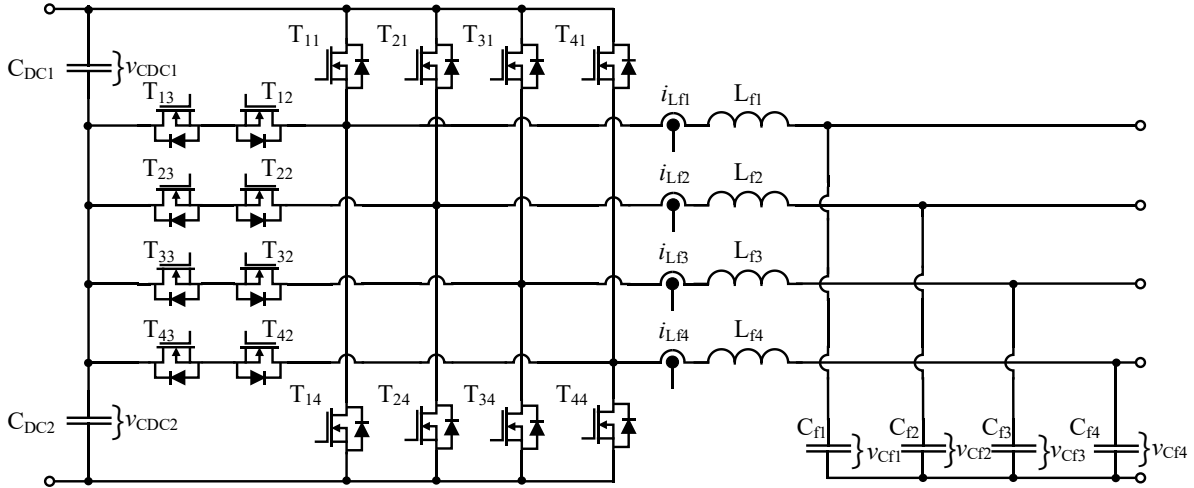 T11 T21 T31 T41
CDC1 vCDC1
T13 T12 iLf1 Lf1
T23 T22 iLf2 Lf2
T33 T32 iLf3 Lf3
T43 T42 iLf4 Lf4
CDC2 vCDC2 T14 T24 T34 T44
Cf1 vCf1 Cf2 vCf2 Cf3 vCf3 Cf4 vCf4